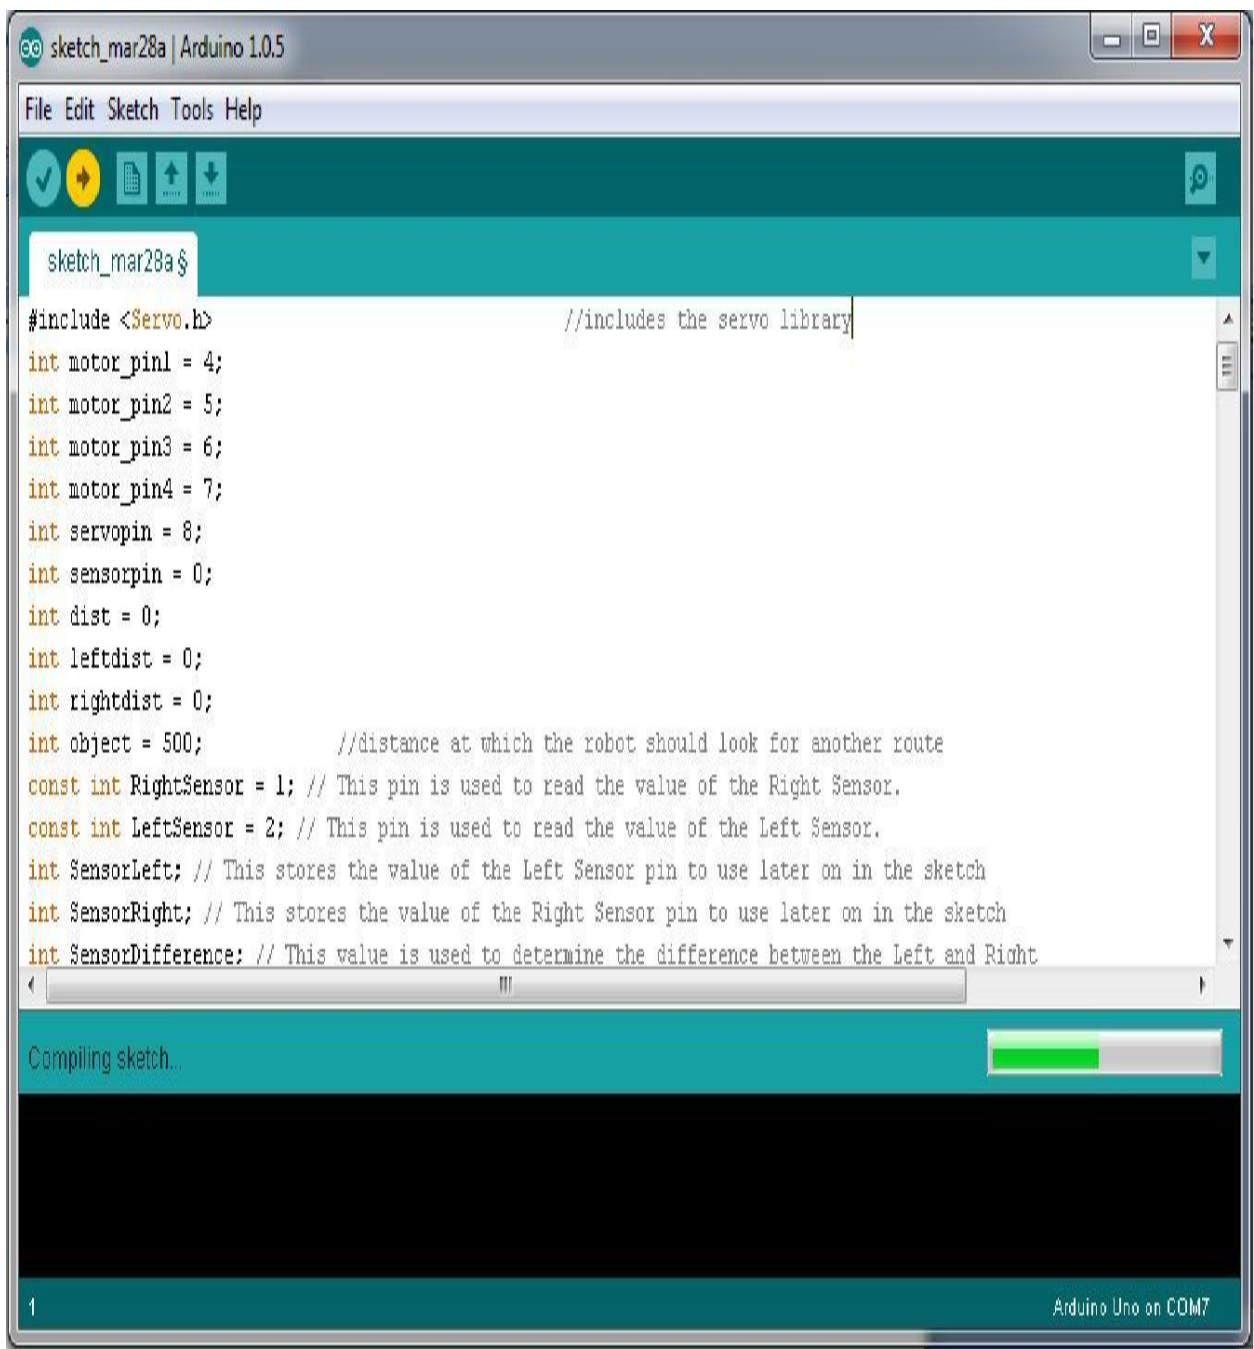 sketch_mar28a | Arduino 1.0.5
File Edit Sketch Tools Help
sketch_mar28a §
#include <Servo.h> //includes the servo library
int motor_pin1 = 4;
int motor_pin2 = 5;
int motor_pin3 = 6;
int motor_pin4 = 7;
int servopin = 8;
int sensorpin = 0;
int dist = 0;
int leftdist = 0;
int rightdist = 0;
int object = 500; //distance at which the robot should look for another route
const int RightSensor = 1; // This pin is used to read the value of the Right Sensor.
const int LeftSensor = 2; // This pin is used to read the value of the Left Sensor.
int SensorLeft; // This stores the value of the Left Sensor pin to use later on in the sketch
int SensorRight; // This stores the value of the Right Sensor pin to use later on in the sketch
int SensorDifference; // This value is used to determine the difference between the Left and Right
Compiling sketch...
1 Arduino Uno on COM7